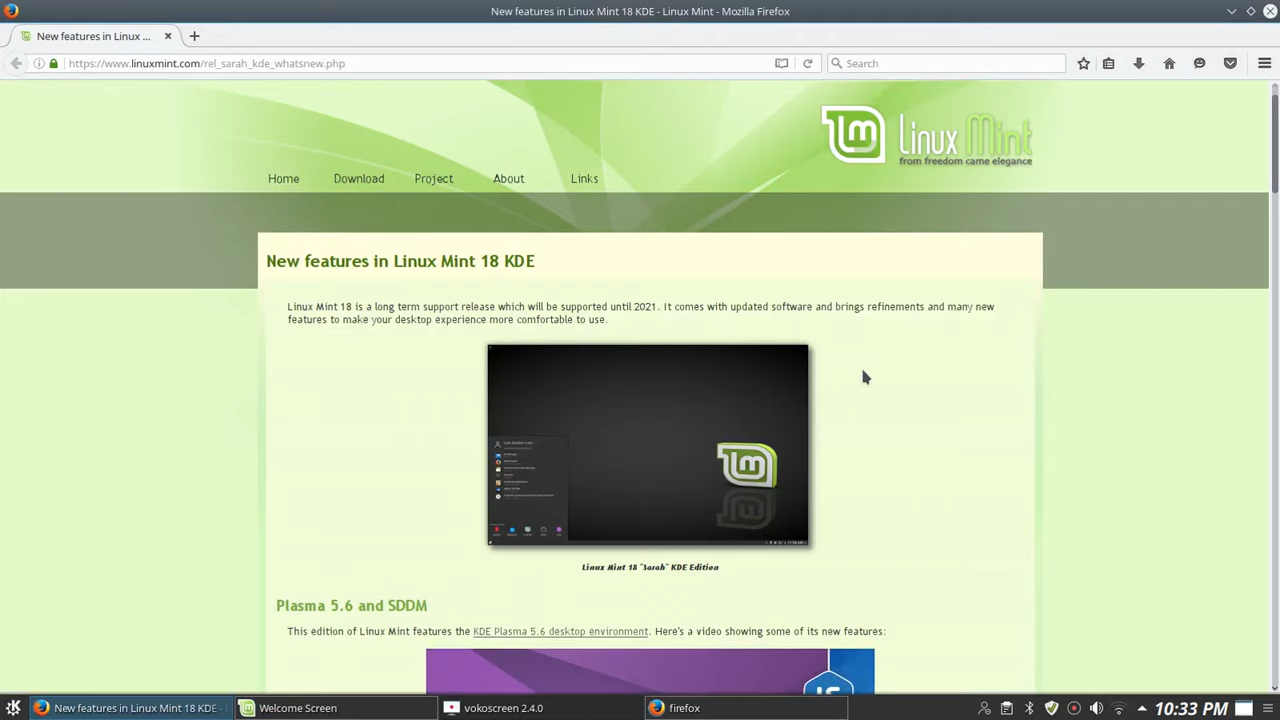 New features in Linux Mint 18 KDE - Linux Mint - Mozilla Firefox
New features in Linux ...
https://www.linuxmint.com/rel_sarah_kde_whatsnew.php
Search
Linux Mint
from freedom came elegance
Home Download Project About Links
New features in Linux Mint 18 KDE
Linux Mint 18 is a long term support release which will be supported until 2021. It comes with updated software and brings refinements and many new
features to make your desktop experience more comfortable to use.
Linux Mint 18 "Sarah" KDE Edition
Plasma 5.6 and SDDM
This edition of Linux Mint features the KDE Plasma 5.6 desktop environment. Here's a video showing some of its new features:
New features in Linux Mint 18 KDE -
Welcome Screen
vokoscreen 2.4.0
firefox
10:33 PM